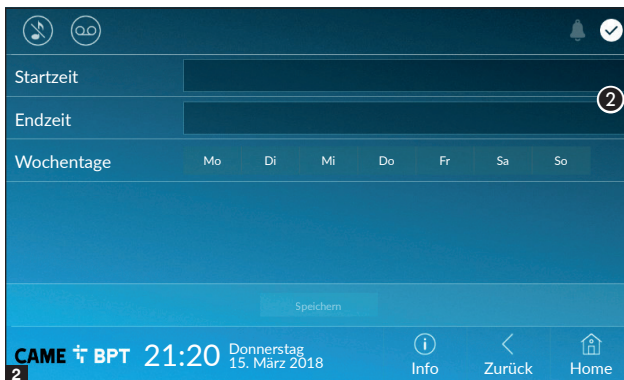 Startzeit
2
Endzeit
Wochentage Mo Di Mi Do Fr Sa So
Speichern
CAME BPT 21:20 Donnerstag
15. März 2018
Info Zurück Home
2